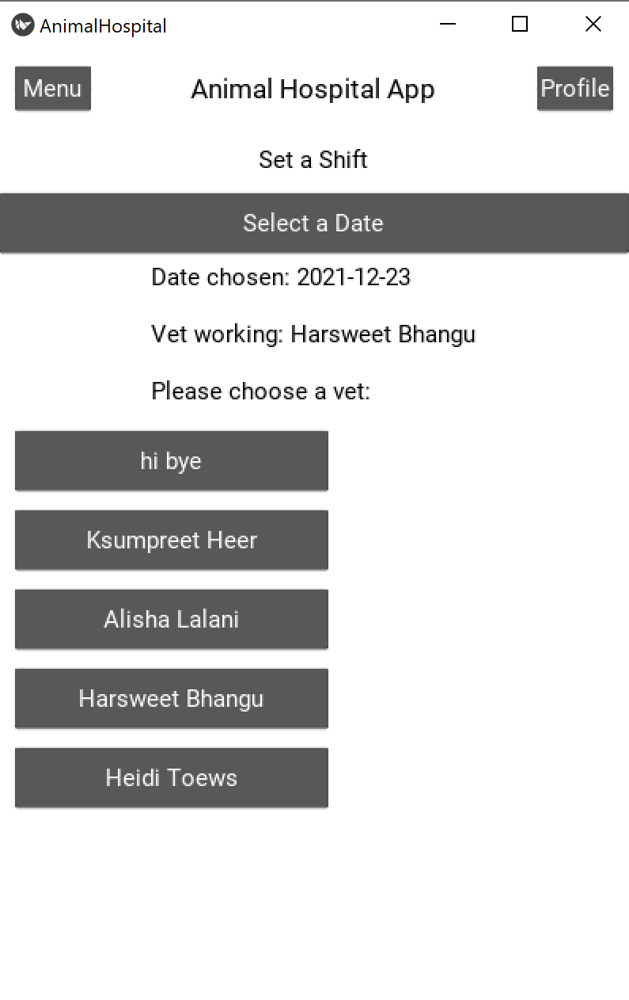 AnimalHospital
Menu
Animal Hospital App
Profile
Set a Shift
Select a Date
Date chosen: 2021-12-23
Vet working: Harsweet Bhangu
Please choose a vet:
hi bye
Ksumpreet Heer
Alisha Lalani
Harsweet Bhangu
Heidi Toews